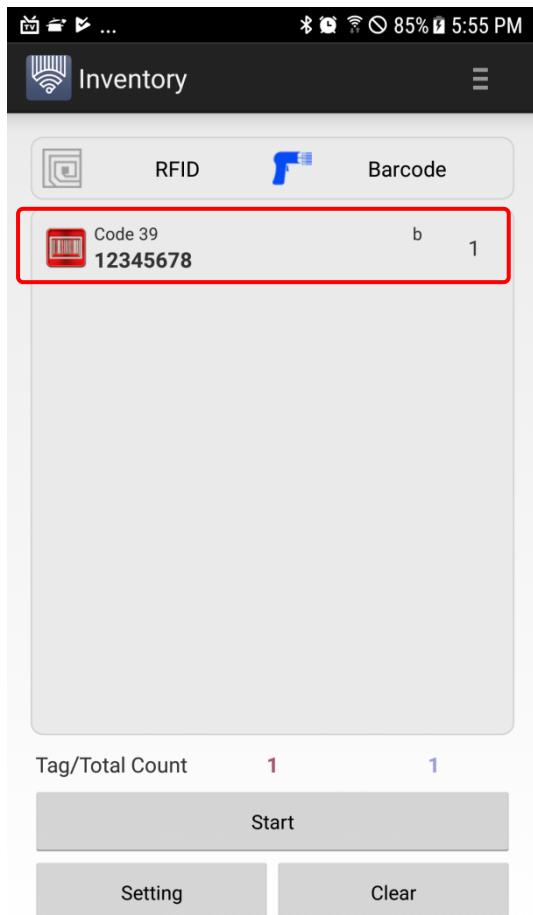 ... 85% 5:55 PM
Inventory
RFID Barcode
Code 39 b 1
12345678
Tag/Total Count 1 1
Start
Setting Clear